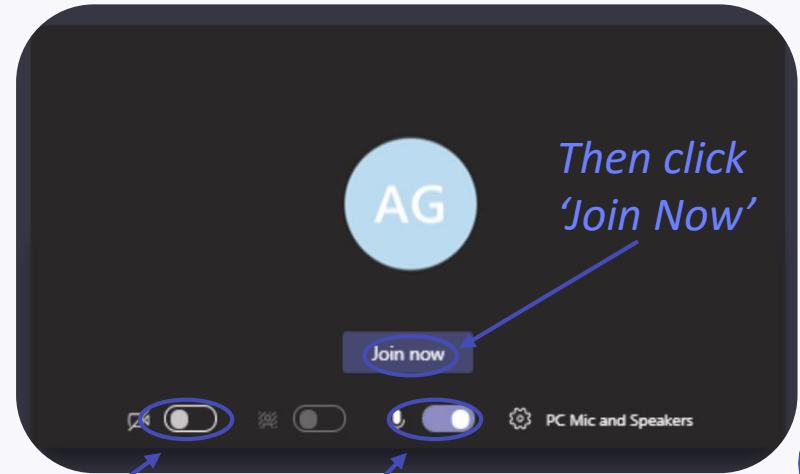 Then click
‘Join Now’
AG
Join now
PC Mic and Speakers